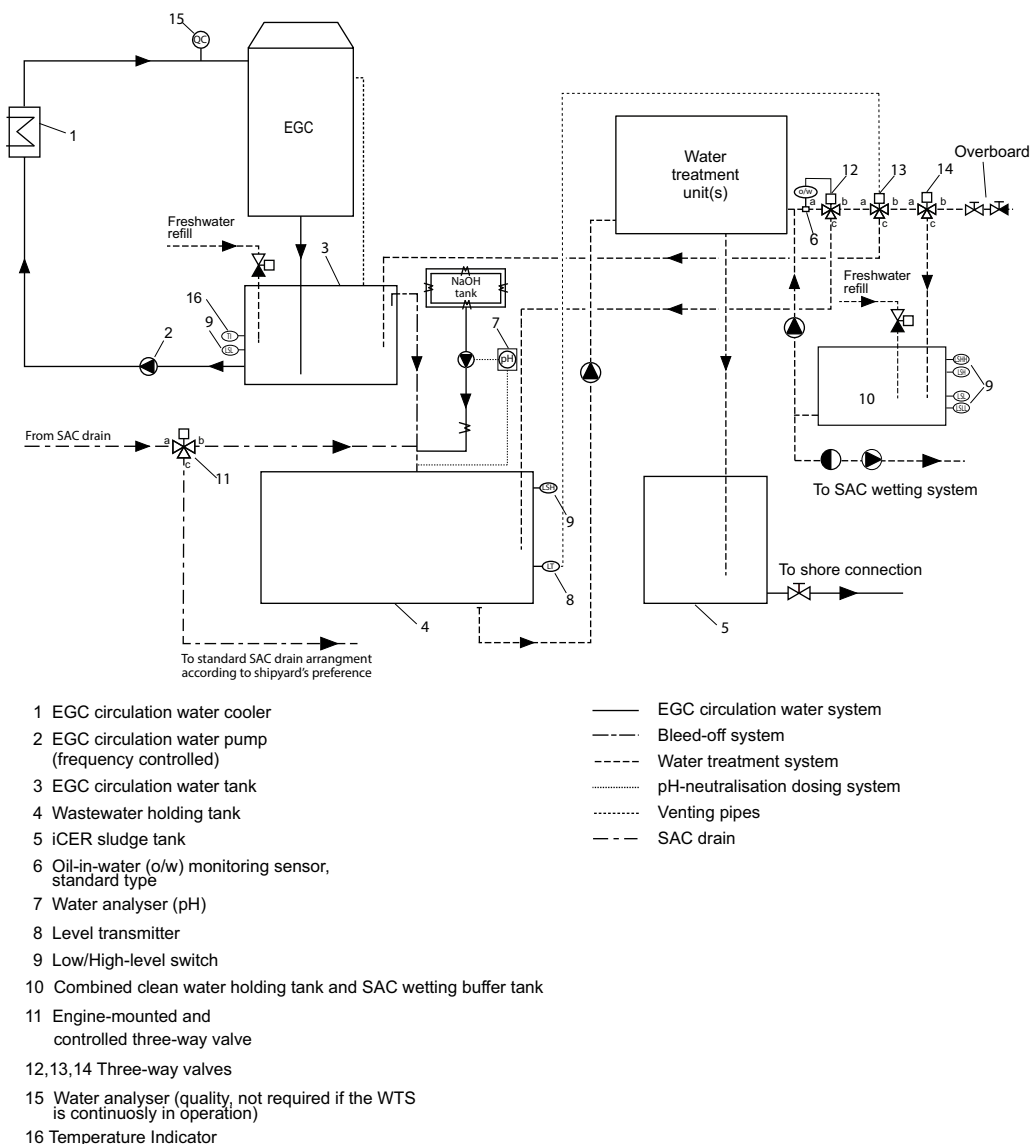 15
QC
1
EGC
Freshwater
refill
3
16
TI
9
LSL
2
NaOH
tank
7
pH
Water
treatment
unit(s)
o/w
a
6
12
a
b
c
13
a
b
c
14
a
b
c
Overboard
Freshwater
refill
10
LSHH
LSH
LSL
LSLL
9
To SAC wetting system
From SAC drain
a
b
c
11
LSH
9
LT
8
4
5
To shore connection
To standard SAC drain arrangment
according to shipyard's preference
1 EGC circulation water cooler
2 EGC circulation water pump
(frequency controlled)
3 EGC circulation water tank
4 Wastewater holding tank
5 iCER sludge tank
6 Oil-in-water (o/w) monitoring sensor,
standard type
7 Water analyser (pH)
8 Level transmitter
9 Low/High-level switch
10 Combined clean water holding tank and SAC wetting buffer tank
11 Engine-mounted and
controlled three-way valve
12,13,14 Three-way valves
15 Water analyser (quality, not required if the WTS
is continuosly in operation)
16 Temperature Indicator
EGC circulation water system
Bleed-off system
Water treatment system
pH-neutralisation dosing system
Venting pipes
SAC drain